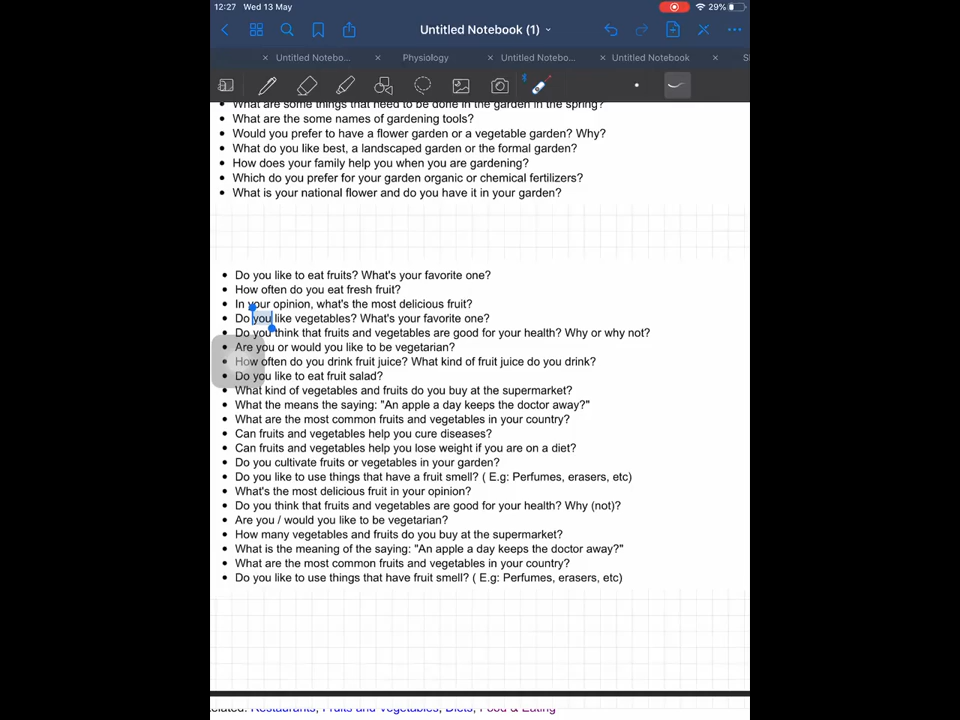 12:27 Wed 13 May
29%
Untitled Notebook (1)
× Untitled Notebo... × Physiology × Untitled Notebo... × Untitled Notebook × S
What are some things that need to be done in the garden in the spring?
What are the some names of gardening tools?
Would you prefer to have a flower garden or a vegetable garden? Why?
What do you like best, a landscaped garden or the formal garden?
How does your family help you when you are gardening?
Which do you prefer for your garden organic or chemical fertilizers?
What is your national flower and do you have it in your garden?
Do you like to eat fruits? What's your favorite one?
How often do you eat fresh fruit?
In your opinion, what's the most delicious fruit?
Do you like vegetables? What's your favorite one?
Do you think that fruits and vegetables are good for your health? Why or why not?
Are you or would you like to be vegetarian?
How often do you drink fruit juice? What kind of fruit juice do you drink?
Do you like to eat fruit salad?
What kind of vegetables and fruits do you buy at the supermarket?
What the means the saying: "An apple a day keeps the doctor away?"
What are the most common fruits and vegetables in your country?
Can fruits and vegetables help you cure diseases?
Can fruits and vegetables help you lose weight if you are on a diet?
Do you cultivate fruits or vegetables in your garden?
Do you like to use things that have a fruit smell? ( E.g: Perfumes, erasers, etc)
What's the most delicious fruit in your opinion?
Do you think that fruits and vegetables are good for your health? Why (not)?
Are you / would you like to be vegetarian?
How many vegetables and fruits do you buy at the supermarket?
What is the meaning of the saying: "An apple a day keeps the doctor away?"
What are the most common fruits and vegetables in your country?
Do you like to use things that have fruit smell? ( E.g: Perfumes, erasers, etc)
elated: Restaurants, Fruits and Vegetables, Diets, Food & Eating